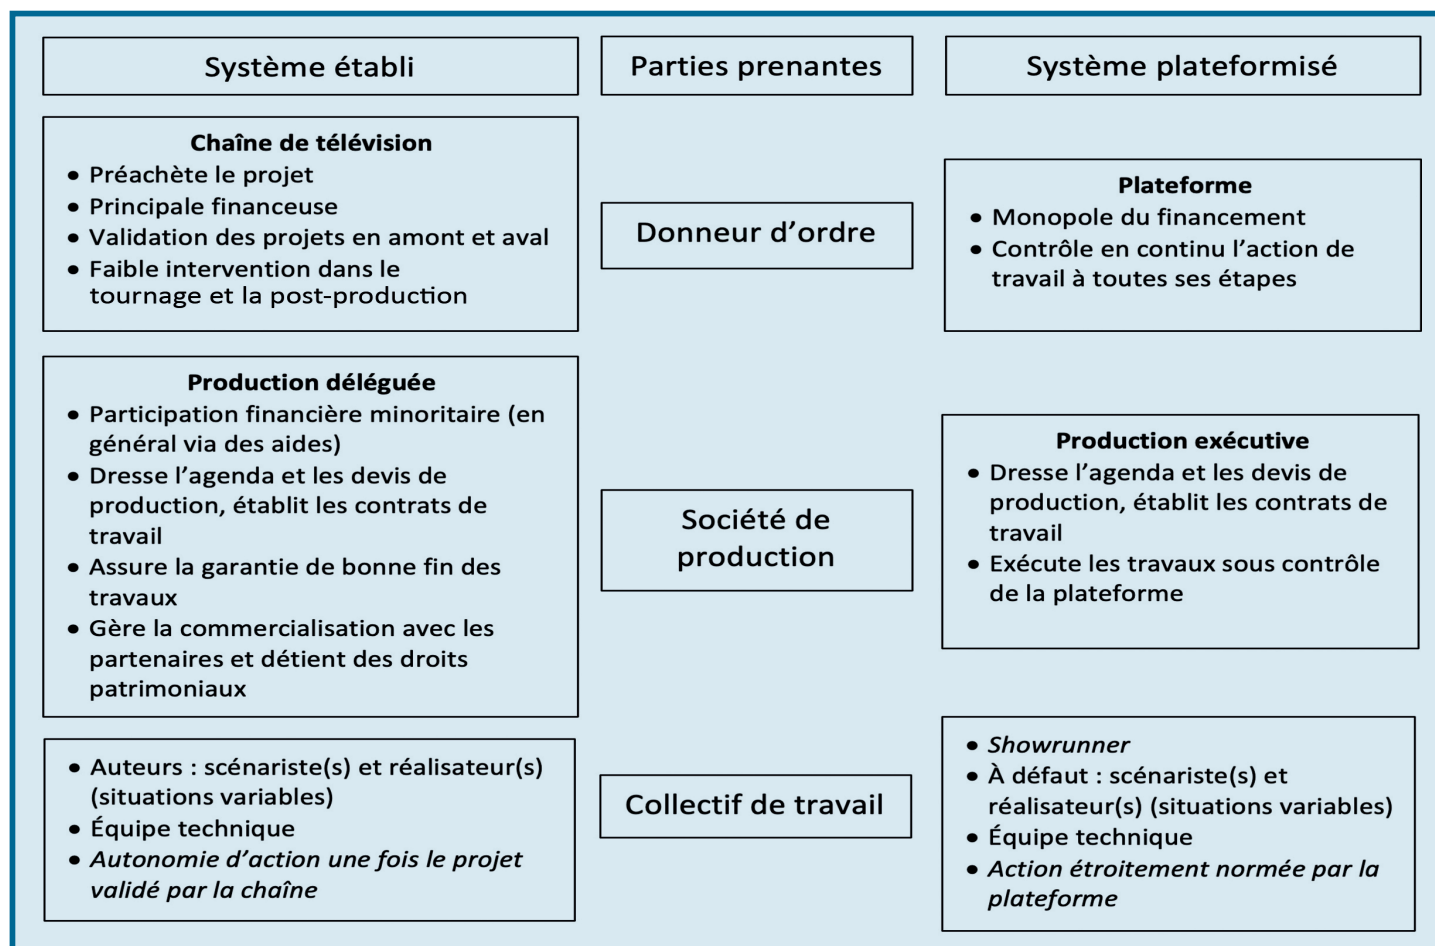 Système établi
Parties prenantes
Système plateformisé
Chaîne de télévision
• Préachète le projet
• Principale financeuse
• Validation des projets en amont et aval
• Faible intervention dans le
tournage et la post-production
Donneur d’ordre
Plateforme
• Monopole du financement
• Contrôle en continu l’action de
travail à toutes ses étapes
Production déléguée
• Participation financière minoritaire (en
général via des aides)
• Dresse l’agenda et les devis de
production, établit les contrats de
travail
• Assure la garantie de bonne fin des
travaux
• Gère la commercialisation avec les
partenaires et détient des droits
patrimoniaux
Société de
production
Production exécutive
• Dresse l’agenda et les devis de
production, établit les contrats de
travail
• Exécute les travaux sous contrôle
de la plateforme
• Auteurs : scénariste(s) et réalisateur(s)
(situations variables)
• Équipe technique
• Autonomie d’action une fois le projet
validé par la chaîne
Collectif de travail
• Showrunner
• À défaut : scénariste(s) et
réalisateur(s) (situations variables)
• Équipe technique
• Action étroitement normée par la
plateforme